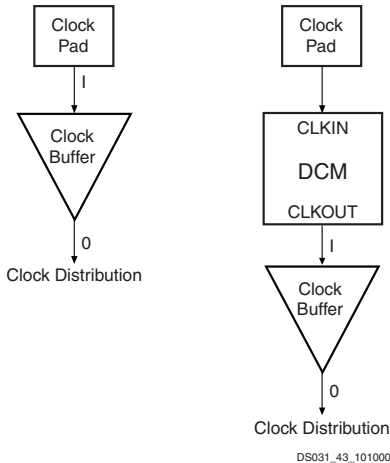 Clock
Pad
I
Clock
Buffer
0
Clock Distribution
Clock
Pad
CLKIN
DCM
CLKOUT
I
Clock
Buffer
0
Clock Distribution
DS031_43_101000